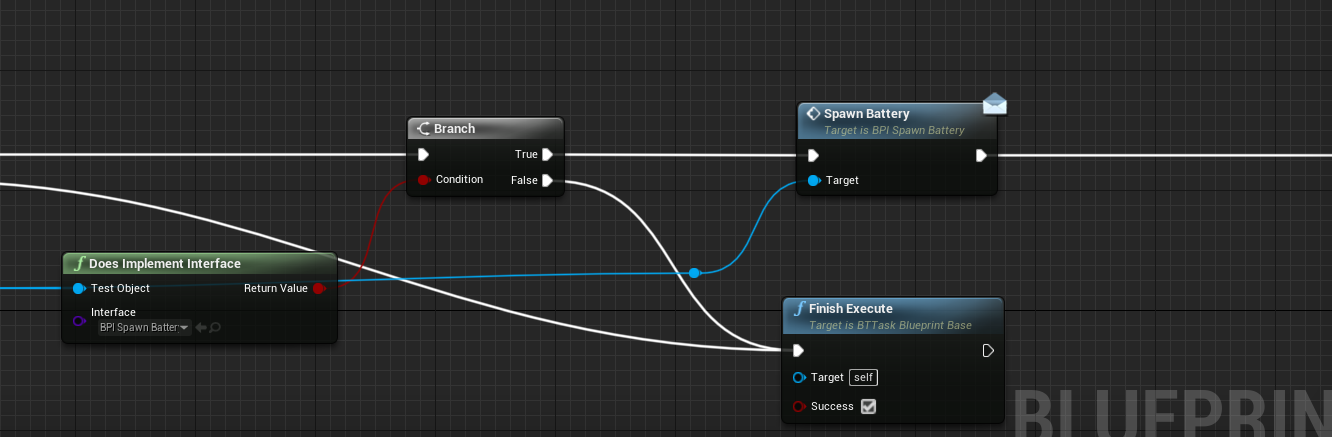 Branch
True
Condition
False
Spawn Battery
Target is BPI Spawn Battery
Target
Does Implement Interface
Test Object
Return Value
Interface
BPI Spawn Batter
Finish Execute
Target is BTTask Blueprint Base
Target self
Success
BLUEPRIN